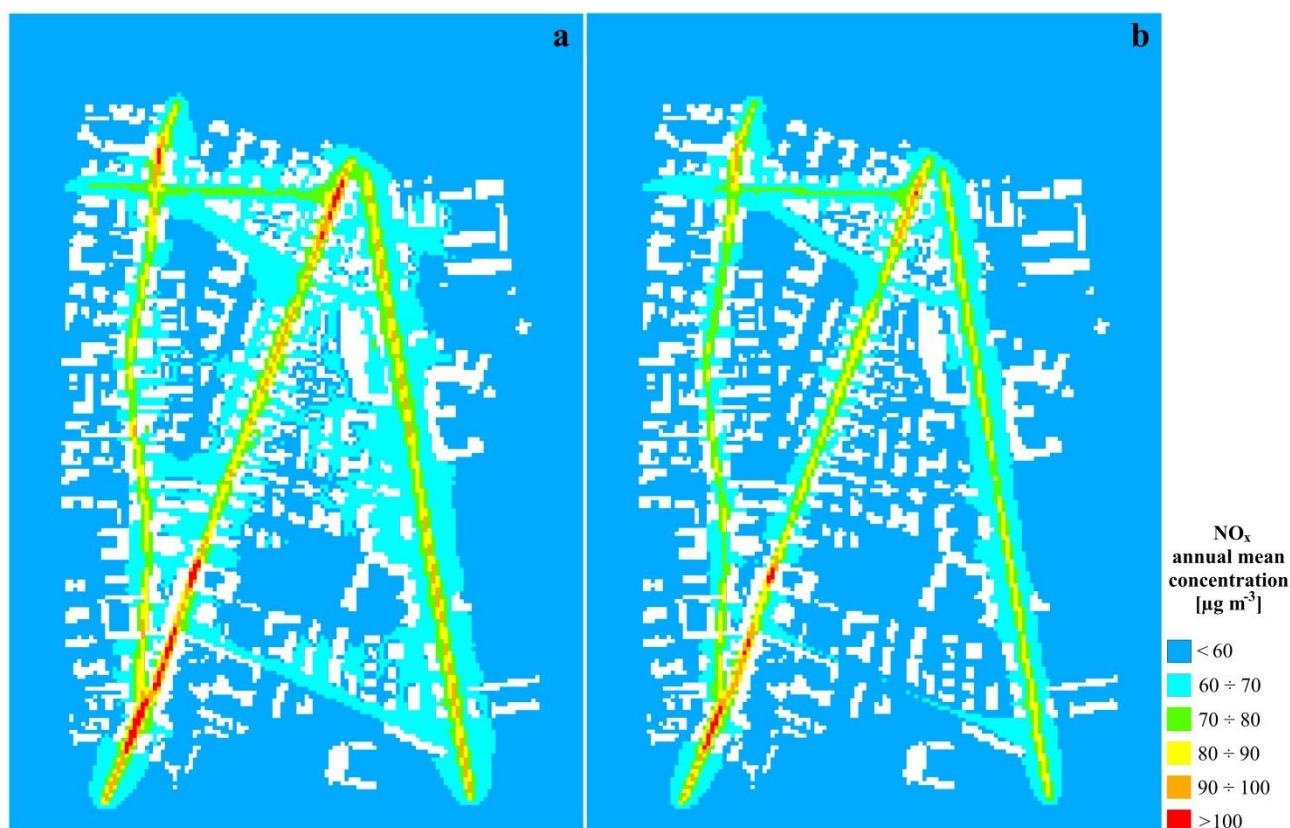 a
b
NOₓ
annual mean
concentration
[µg m⁻³]
< 60
60 ÷ 70
70 ÷ 80
80 ÷ 90
90 ÷ 100
>100